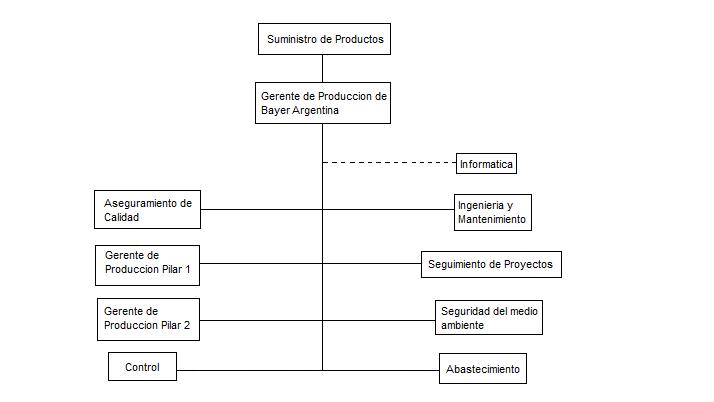 Suministro de Productos
Gerente de Produccion de
Bayer Argentina
Informatica
Aseguramiento de
Calidad
Ingenieria y
Mantenimiento
Gerente de
Produccion Pilar 1
Seguimiento de Proyectos
Gerente de
Produccion Pilar 2
Seguridad del medio
ambiente
Control
Abastecimiento